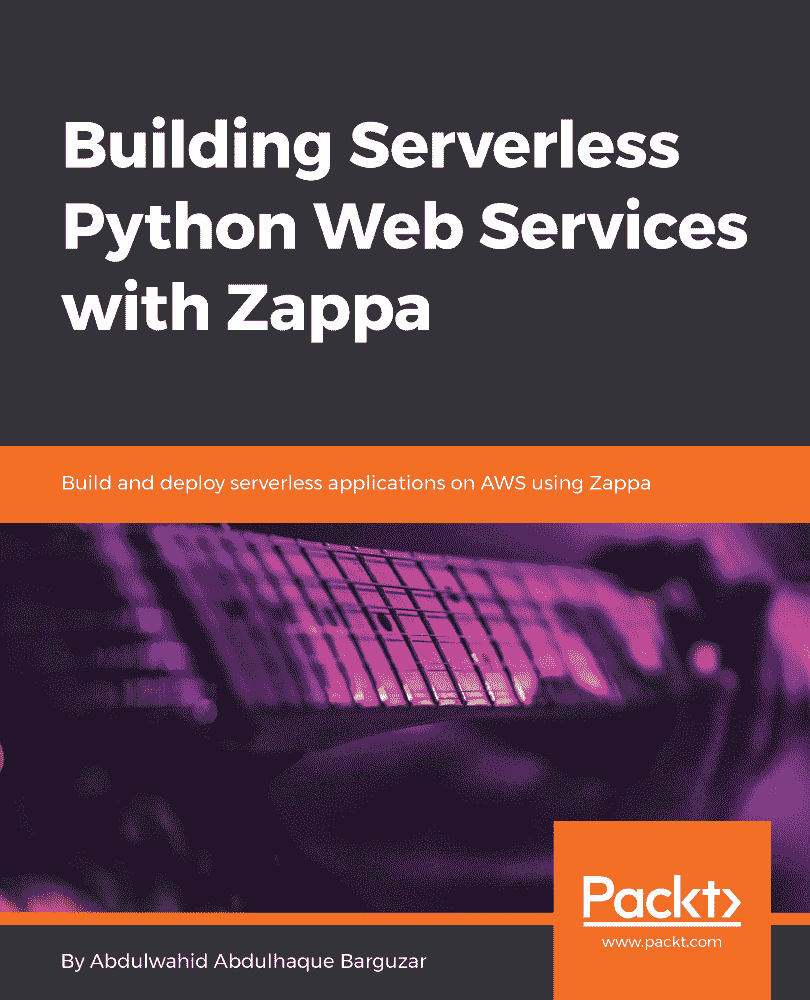 Building Serverless
Python Web Services
with Zappa
Build and deploy serverless applications on AWS using Zappa
Packt>
www.packt.com
By Abdulwahid Abdulhaque Barguzar